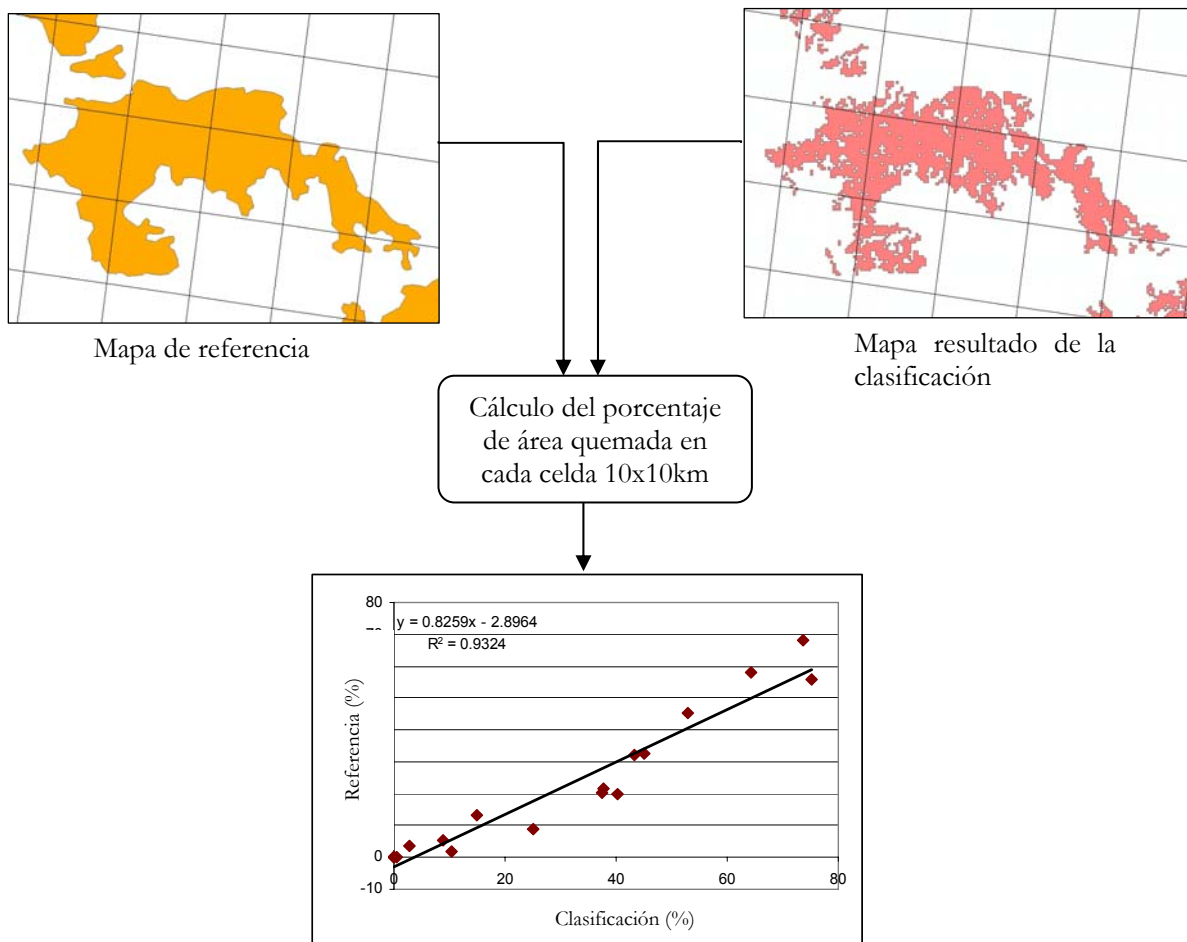 Mapa de referencia
Mapa resultado de la
clasificación
Cálculo del porcentaje
de área quemada en
cada celda 10x10km
80
y = 0.8259x - 2.8964
R² = 0.9324
Referencia (%)
0
-10
0 20 40 60 80
Clasificación (%)